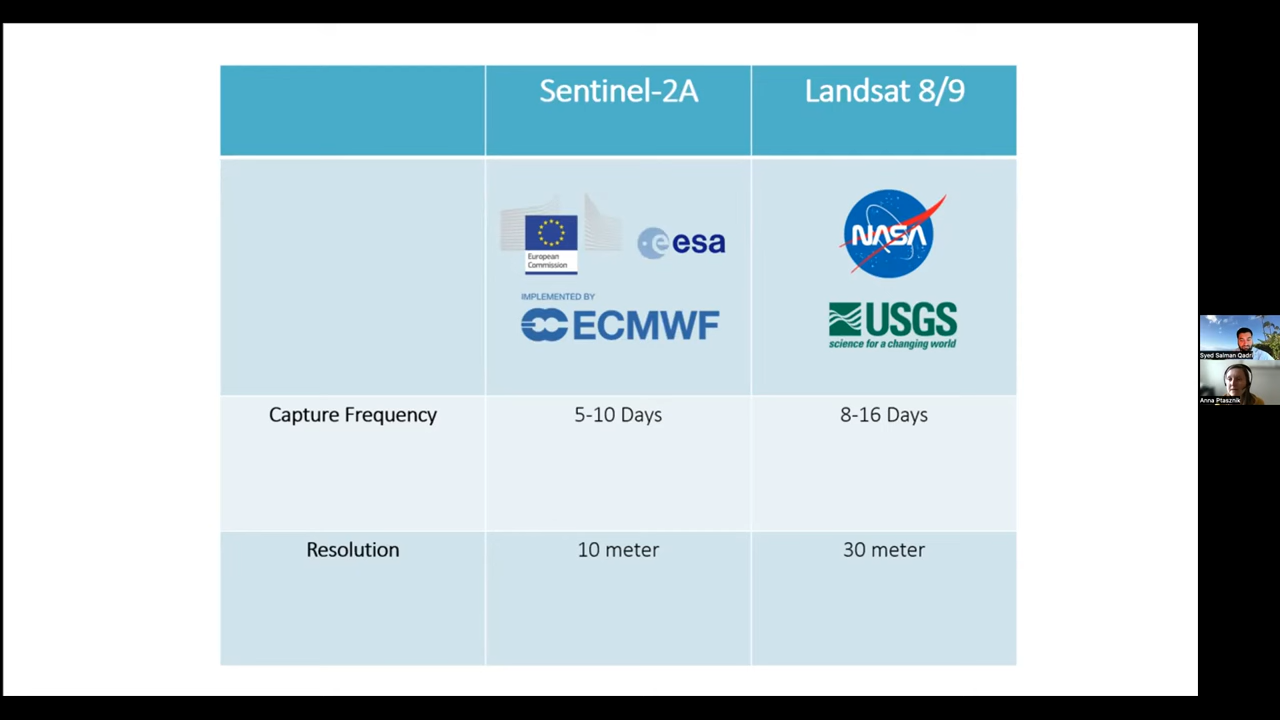 Sentinel-2A
Landsat 8/9
European
Commission
esa
IMPLEMENTED BY
ECMWF
NASA
USGS
science for a changing world
Capture Frequency
5-10 Days
8-16 Days
Resolution
10 meter
30 meter
Syed Salman Qadri
Anna Ptasznik